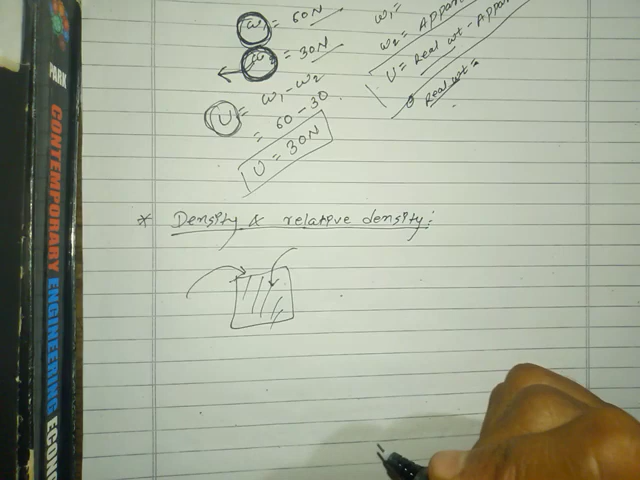 W₁ = 60N
W₂ = 30N
U = W₁ - W₂
= 60 - 30
U = 30N
W₁ =
W₂ = Appar
U = Real wt - Appar
Real wt =
* Density & relative density:
PARK
CONTEMPORARY ENGINEERING ECONO